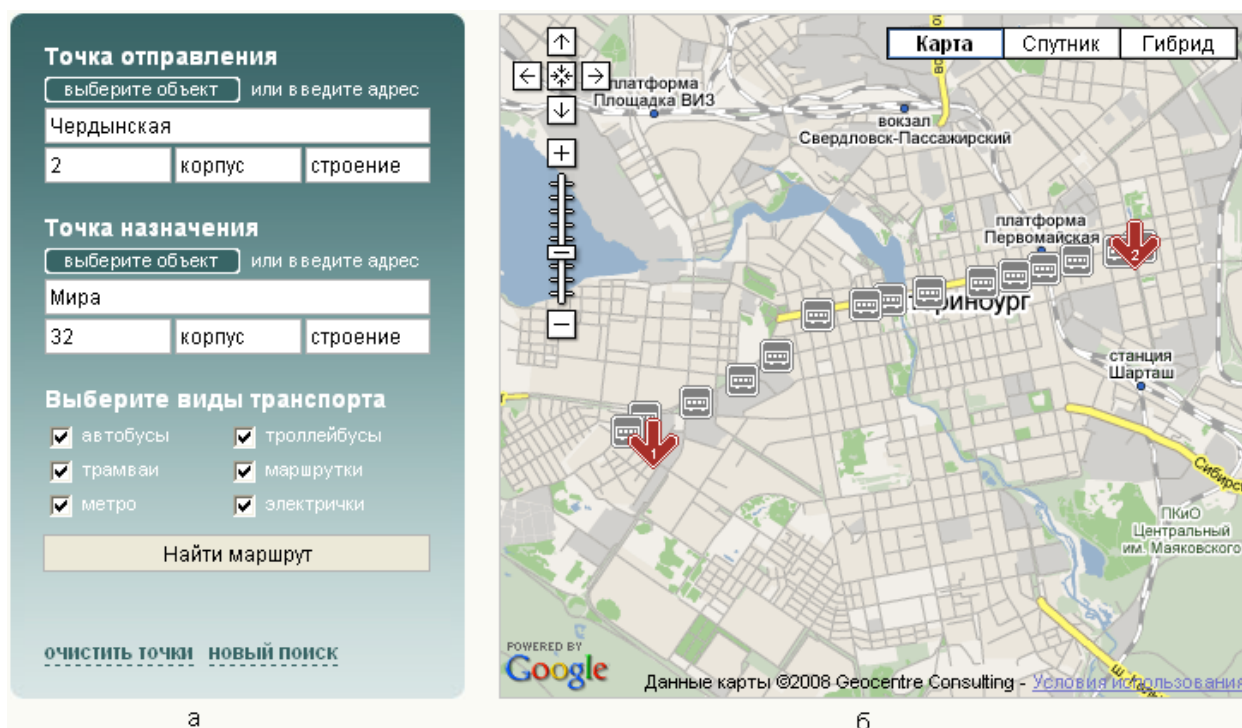 Точка отправления
выберите объект или введите адрес
Чердынская
2 корпус строение
Точка назначения
выберите объект или введите адрес
Мира
32 корпус строение
Выберите виды транспорта
автобусы троллейбусы
трамваи маршрутки
метро электрички
Найти маршрут
очистить точки новый поиск
а
Карта Спутник Гибрид
платформа
Площадка ВИЗ
вокзал
Свердловск-Пассажирский
платформа
Первомайская
2
станция
Шарташ
1
Сибирс
ПКиО
Центральный
им. Маяковского
POWERED BY
Google
Данные карты ©2008 Geocentre Consulting - Условия использования
б